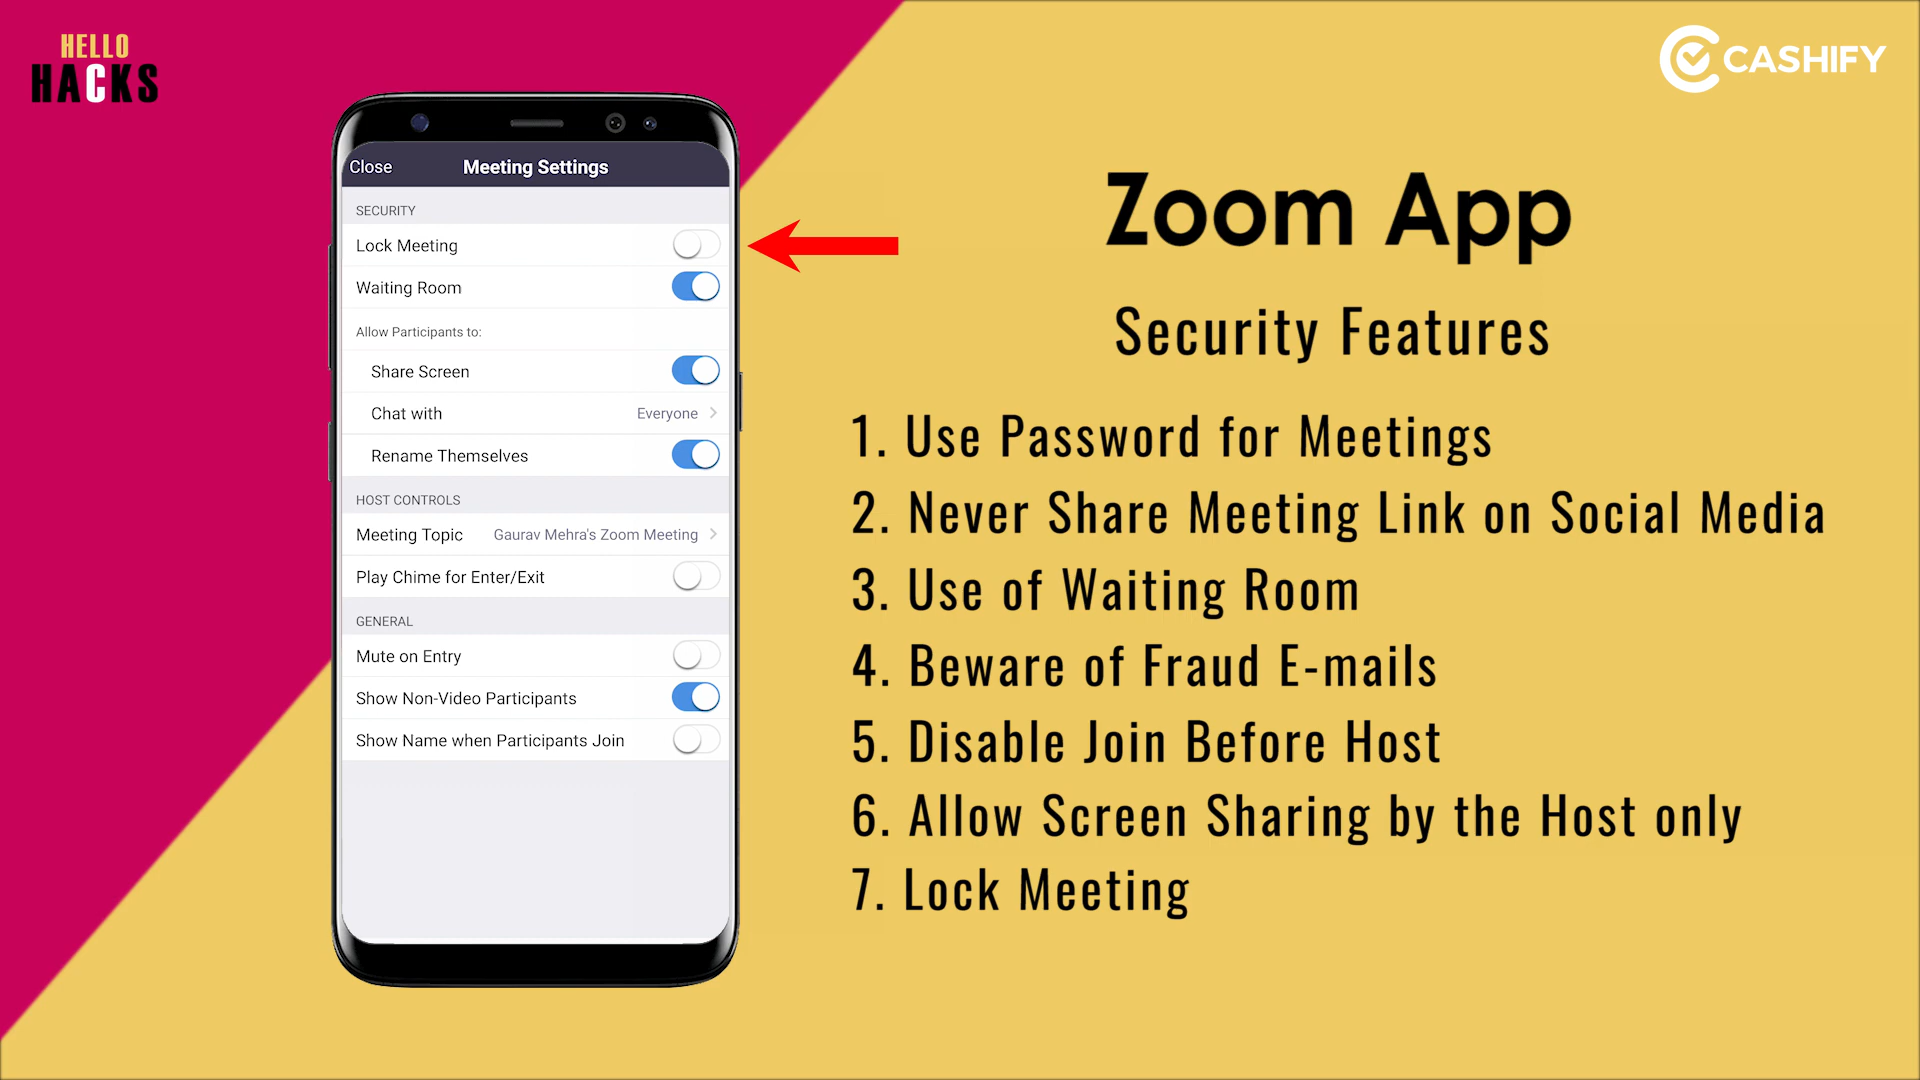 HELLO
HACKS
CASHIFY
Close Meeting Settings
SECURITY
Lock Meeting
Waiting Room
Allow Participants to:
Share Screen
Chat with Everyone
Rename Themselves
HOST CONTROLS
Meeting Topic Gaurav Mehra's Zoom Meeting
Play Chime for Enter/Exit
GENERAL
Mute on Entry
Show Non-Video Participants
Show Name when Participants Join
Zoom App
Security Features
1. Use Password for Meetings
2. Never Share Meeting Link on Social Media
3. Use of Waiting Room
4. Beware of Fraud E-mails
5. Disable Join Before Host
6. Allow Screen Sharing by the Host only
7. Lock Meeting